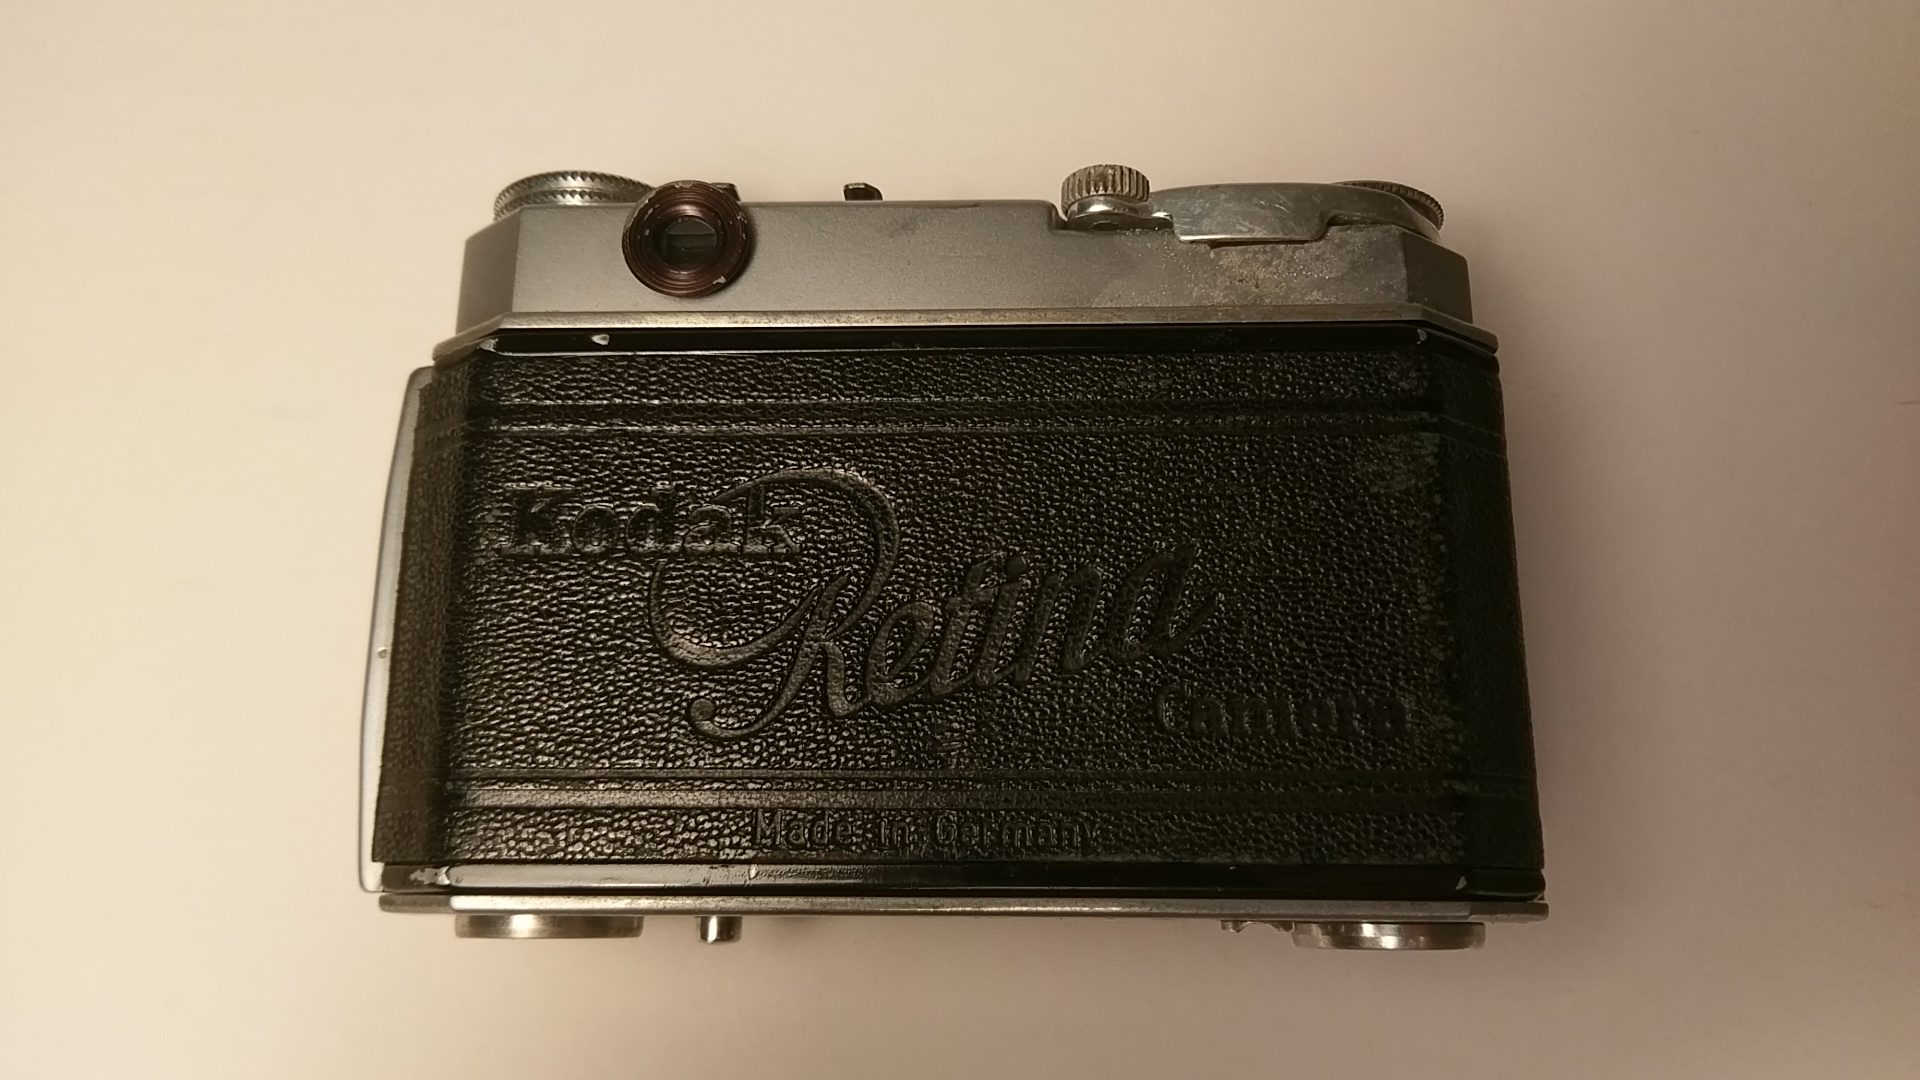 Kodak
Retina
Camera
Made in Germany